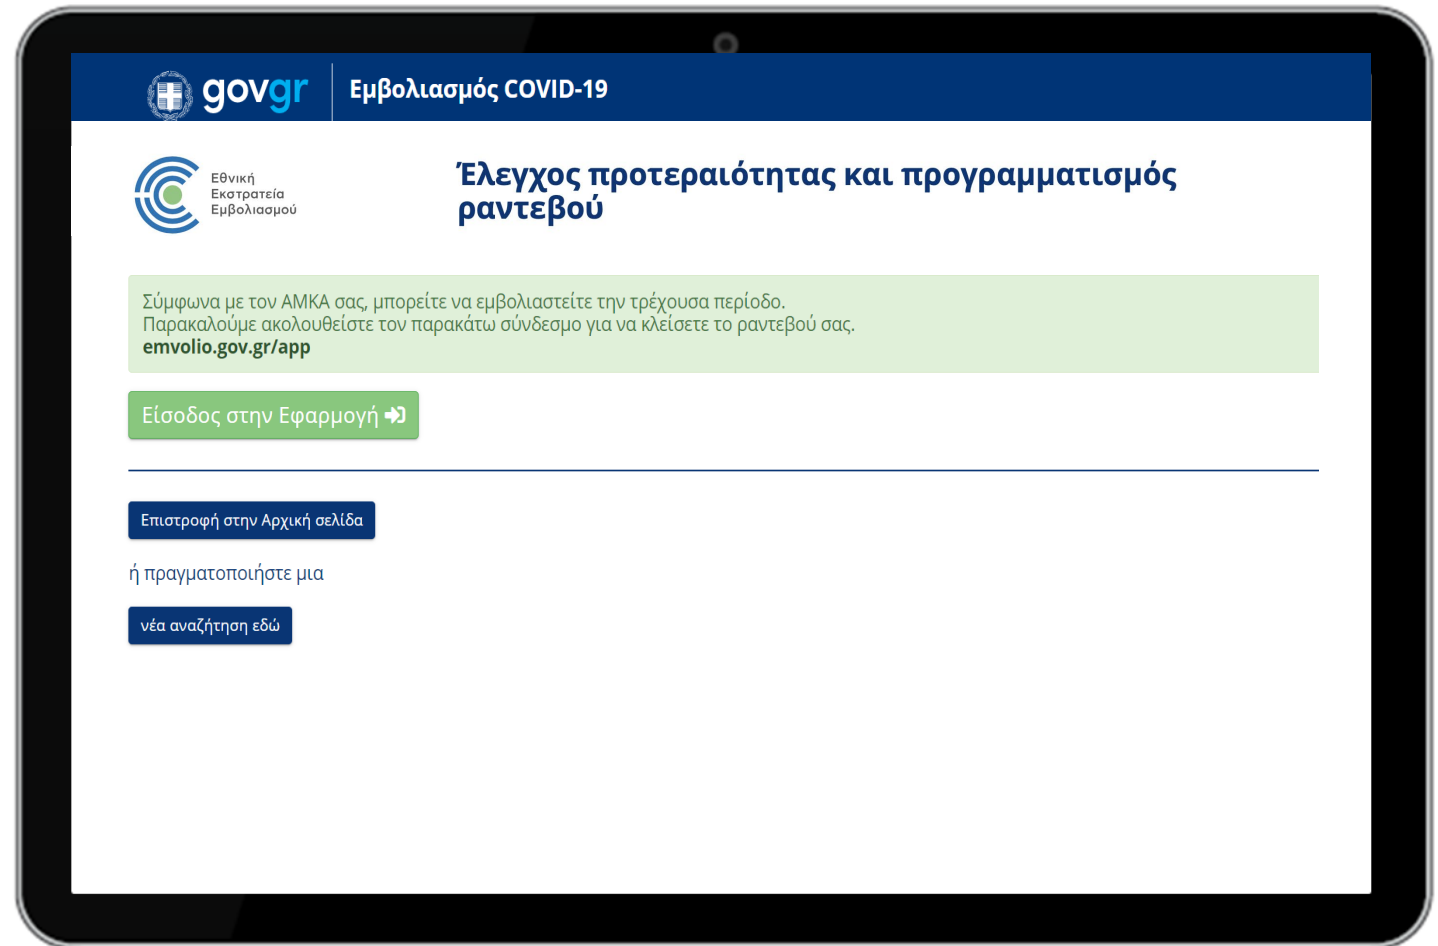 govgr
Εμβολιασμός COVID-19
Εθνική
Εκστρατεία
Εμβολιασμού
Έλεγχος προτεραιότητας και προγραμματισμός
ραντεβού
Σύμφωνα με τον ΑΜΚΑ σας, μπορείτε να εμβολιαστείτε την τρέχουσα περίοδο.
Παρακαλούμε ακολουθείστε τον παρακάτω σύνδεσμο για να κλείσετε το ραντεβού σας.
emvolio.gov.gr/app
Είσοδος στην Εφαρμογή
Επιστροφή στην Αρχική σελίδα
ή πραγματοποιήστε μια
νέα αναζήτηση εδώ